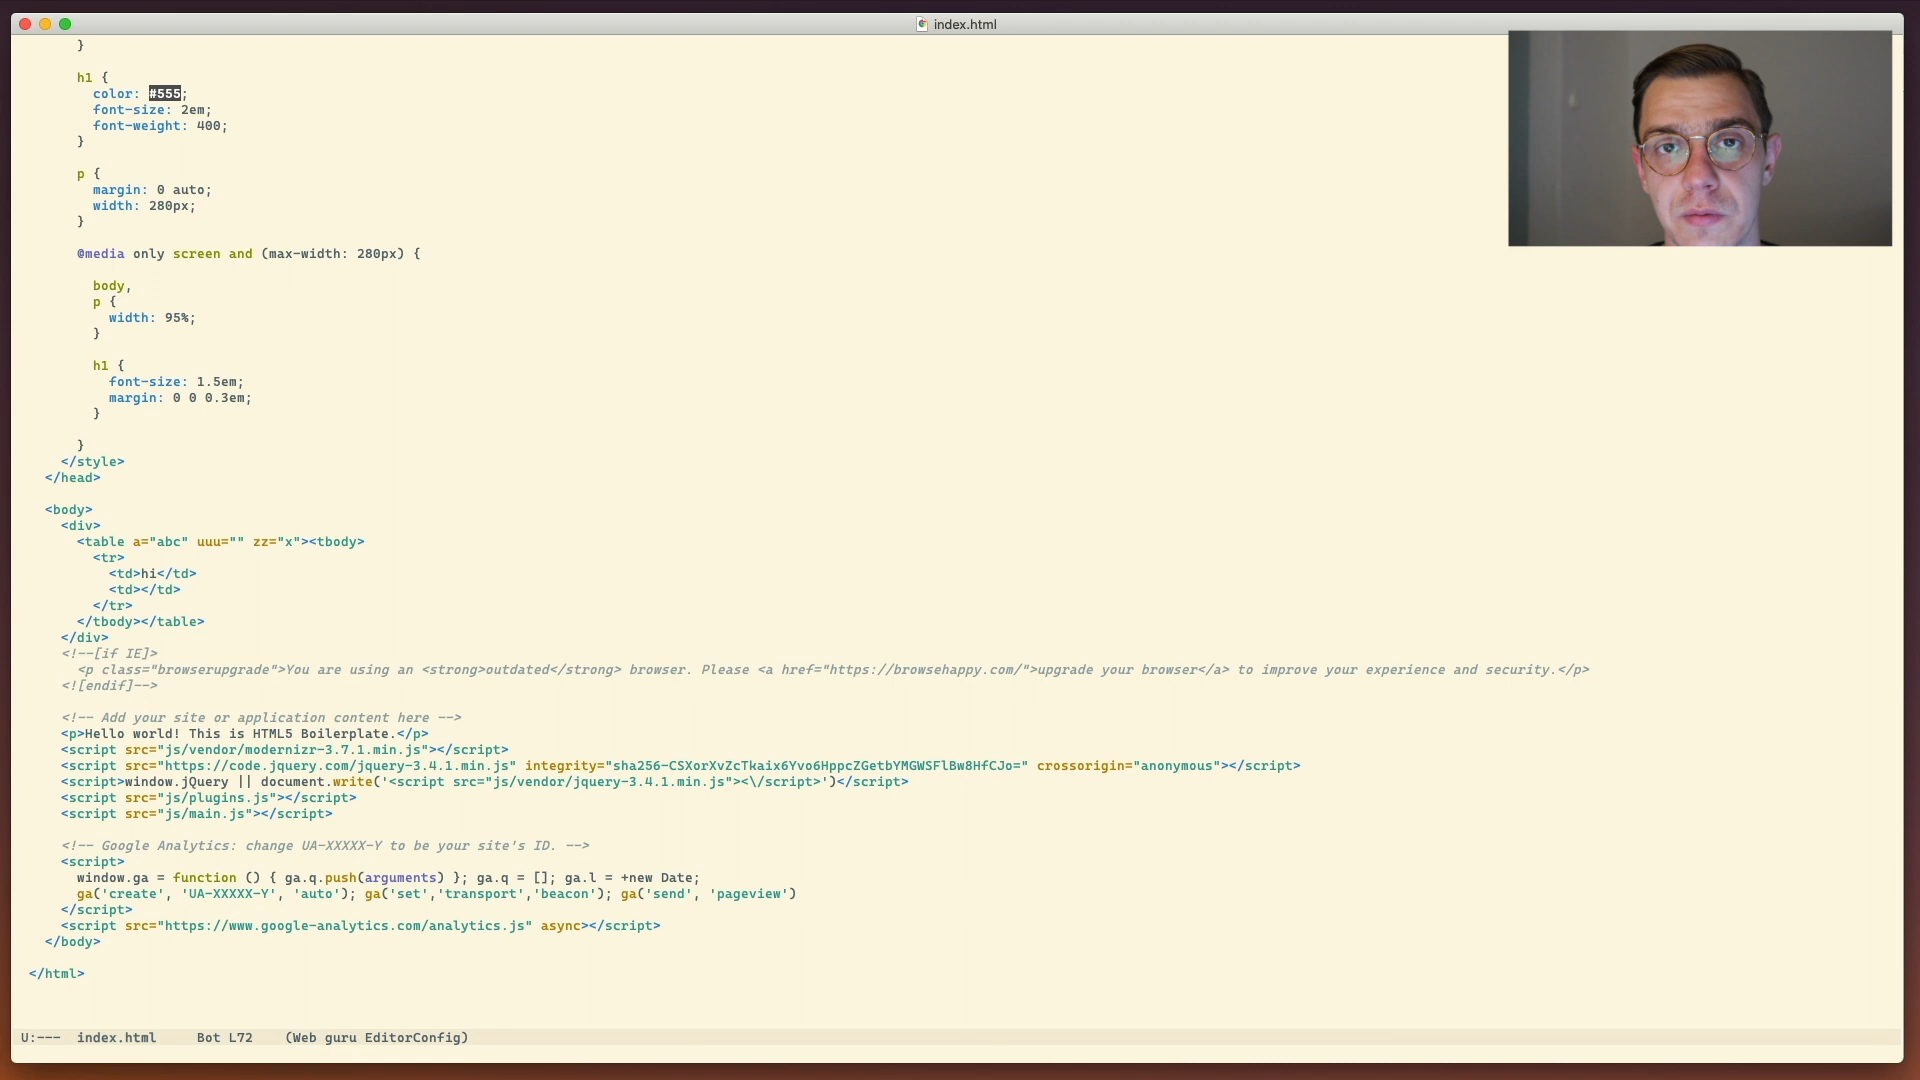 index.html
}
h1 {
color: #555;
font-size: 2em;
font-weight: 400;
}
p {
margin: 0 auto;
width: 280px;
}
@media only screen and (max-width: 280px) {
body,
p {
width: 95%;
}
h1 {
font-size: 1.5em;
margin: 0 0 0.3em;
}
}
</style>
</head>
<body>
<div>
<table a="abc" uuu="" zz="x"><tbody>
<tr>
<td>hi</td>
<td></td>
</tr>
</tbody></table>
</div>
<!--[if IE]>
<p class="browserupgrade">You are using an <strong>outdated</strong> browser. Please <a href="https://browsehappy.com/">upgrade your browser</a> to improve your experience and security.</p>
<![endif]-->
<!-- Add your site or application content here -->
<p>Hello world! This is HTML5 Boilerplate.</p>
<script src="js/vendor/modernizr-3.7.1.min.js"></script>
<script src="https://code.jquery.com/jquery-3.4.1.min.js" integrity="sha256-CSXorXvZcTkaix6Yvo6HppcZGetbYMGWSFlBw8HfCJo=" crossorigin="anonymous"></script>
<script>window.jQuery || document.write('<script src="js/vendor/jquery-3.4.1.min.js"><\/script>')</script>
<script src="js/plugins.js"></script>
<script src="js/main.js"></script>
<!-- Google Analytics: change UA-XXXXX-Y to be your site's ID. -->
<script>
window.ga = function () { ga.q.push(arguments) }; ga.q = []; ga.l = +new Date;
ga('create', 'UA-XXXXX-Y', 'auto'); ga('set','transport','beacon'); ga('send', 'pageview')
</script>
<script src="https://www.google-analytics.com/analytics.js" async></script>
</body>
</html>
U:--- index.html Bot L72 (Web guru EditorConfig)